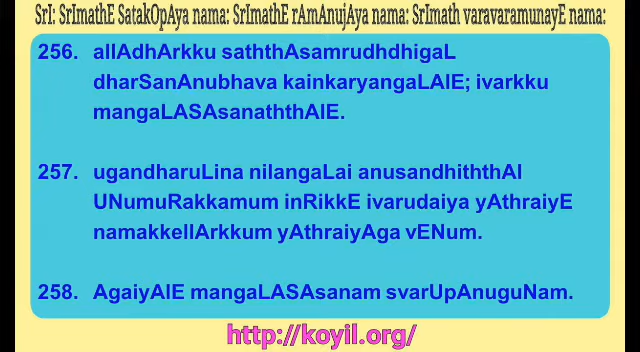 SrI: SrImathE SatakOpAya nama: SrImathE rAmAnujAya nama: SrImath varavaramunayE nama:
256. allAdhArkku saththAsamrudhdhigaL
dharSanAnubhava kainkaryangaLAlE; ivarkku
mangaLASAsanaththAlE.
257. ugandharuLina nilangaLai anusandhiththAl
UNumuRakkamum inRikkE ivarudaiya yAthraiyE
namakkellArkkum yAthraiyAga vENum.
258. AgaiyAlE mangaLASAsanam svarUpAnuguNam.
http://koyil.org/